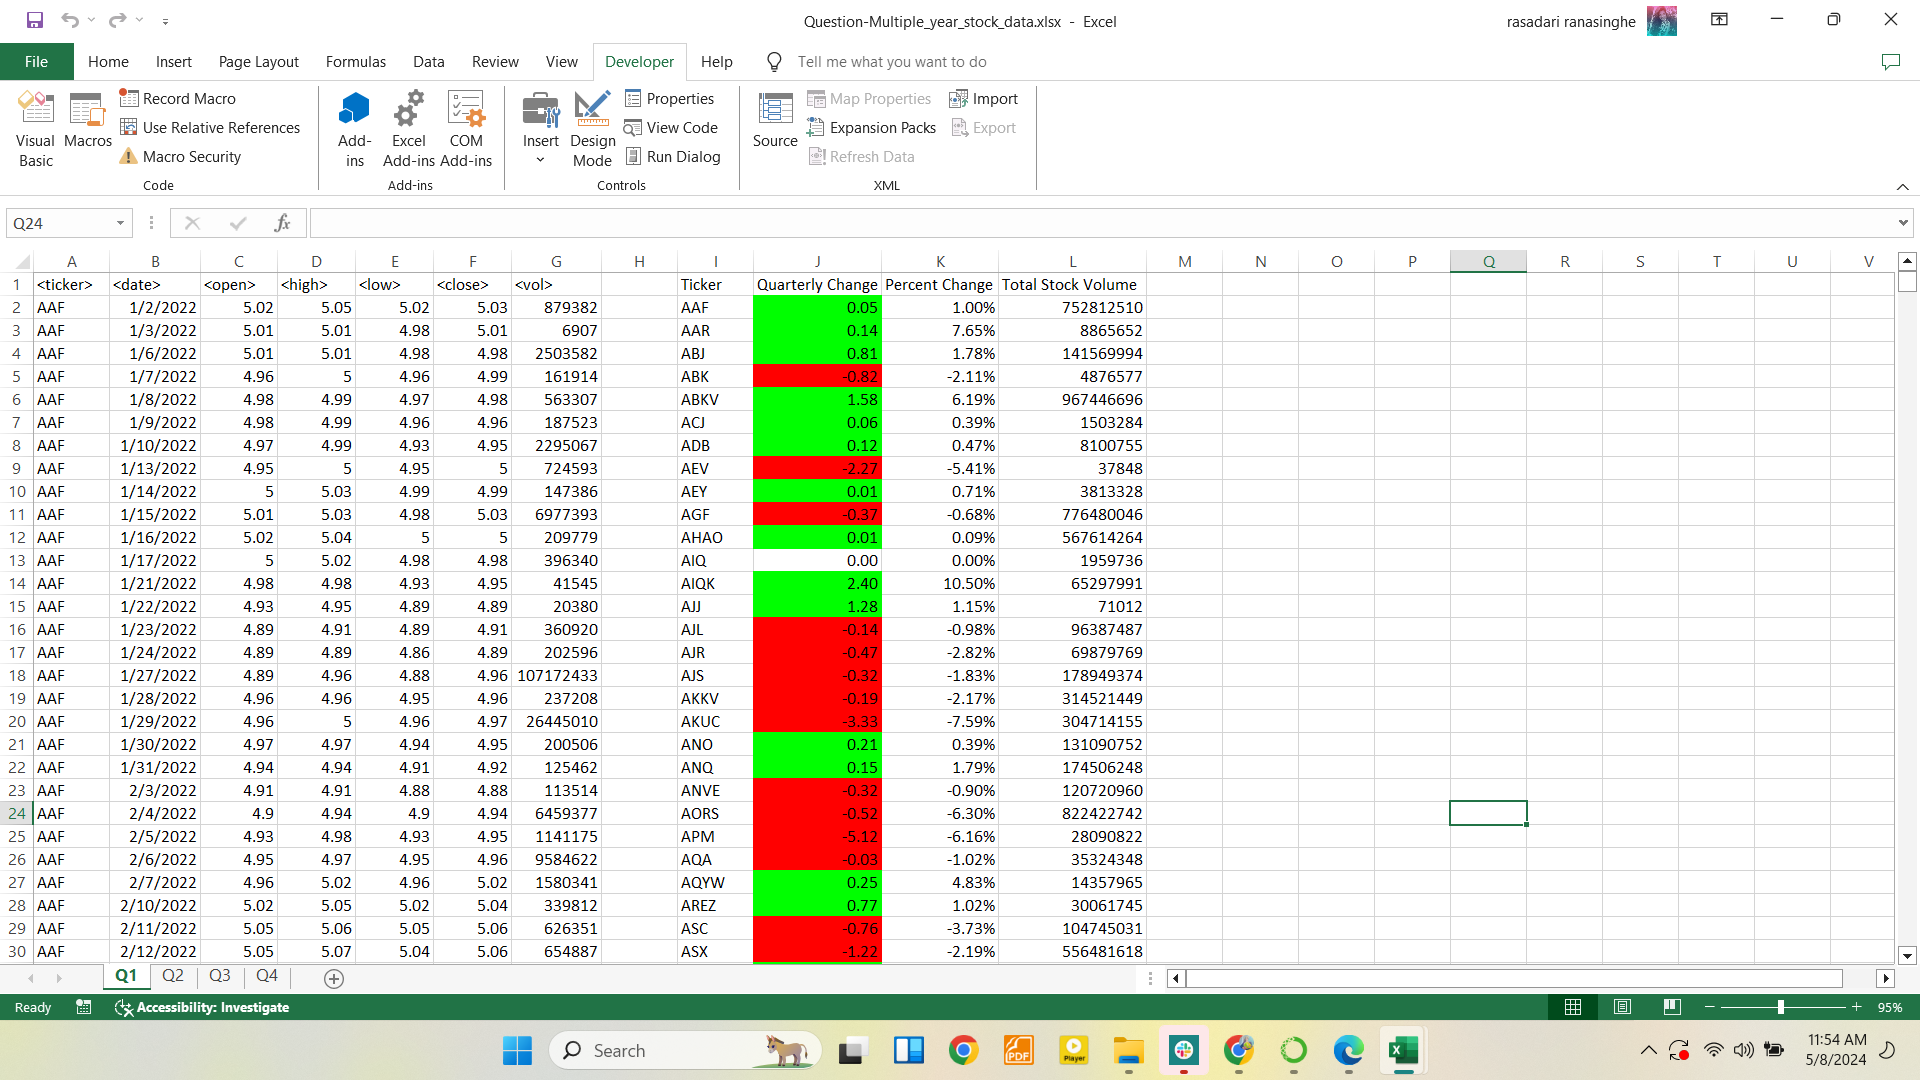 Question-Multiple_year_stock_data.xlsx - Excel
rasadari ranasinghe
File Home Insert Page Layout Formulas Data Review View Developer Help Tell me what you want to do
Visual Basic
Macros
Record Macro
Use Relative References
Macro Security
Code
Add-ins
Excel Add-ins
COM Add-ins
Add-ins
Insert
Design Mode
Properties
View Code
Run Dialog
Controls
Source
Map Properties
Expansion Packs
Refresh Data
Import
Export
XML
Q24
fx
A B C D E F G H I J K L M N O P Q R S T U V
1 <ticker> <date> <open> <high> <low> <close> <vol> Ticker Quarterly Change Percent Change Total Stock Volume
2 AAF 1/2/2022 5.02 5.05 5.02 5.03 879382 AAF 0.05 1.00% 752812510
3 AAF 1/3/2022 5.01 5.01 4.98 5.01 6907 AAR 0.14 7.65% 8865652
4 AAF 1/6/2022 5.01 5.01 4.98 4.98 2503582 ABJ 0.81 1.78% 141569994
5 AAF 1/7/2022 4.96 5 4.96 4.99 161914 ABK -0.82 -2.11% 4876577
6 AAF 1/8/2022 4.98 4.99 4.97 4.98 563307 ABKV 1.58 6.19% 967446696
7 AAF 1/9/2022 4.98 4.99 4.96 4.96 187523 ACJ 0.06 0.39% 1503284
8 AAF 1/10/2022 4.97 4.99 4.93 4.95 2295067 ADB 0.12 0.47% 8100755
9 AAF 1/13/2022 4.95 5 4.95 5 724593 AEV -2.27 -5.41% 37848
10 AAF 1/14/2022 5 5.03 4.99 4.99 147386 AEY 0.01 0.71% 3813328
11 AAF 1/15/2022 5.01 5.03 4.98 5.03 6977393 AGF -0.37 -0.68% 776480046
12 AAF 1/16/2022 5.02 5.04 5 5 209779 AHAO 0.01 0.09% 567614264
13 AAF 1/17/2022 5 5.02 4.98 4.98 396340 AIQ 0.00 0.00% 1959736
14 AAF 1/21/2022 4.98 4.98 4.93 4.95 41545 AIQK 2.40 10.50% 65297991
15 AAF 1/22/2022 4.93 4.95 4.89 4.89 20380 AJJ 1.28 1.15% 71012
16 AAF 1/23/2022 4.89 4.91 4.89 4.91 360920 AJL -0.14 -0.98% 96387487
17 AAF 1/24/2022 4.89 4.89 4.86 4.89 202596 AJR -0.47 -2.82% 69879769
18 AAF 1/27/2022 4.89 4.96 4.88 4.96 107172433 AJS -0.32 -1.83% 178949374
19 AAF 1/28/2022 4.96 4.96 4.95 4.96 237208 AKKV -0.19 -2.17% 314521449
20 AAF 1/29/2022 4.96 5 4.96 4.97 26445010 AKUC -3.33 -7.59% 304714155
21 AAF 1/30/2022 4.97 4.97 4.94 4.95 200506 ANO 0.21 0.39% 131090752
22 AAF 1/31/2022 4.94 4.94 4.91 4.92 125462 ANQ 0.15 1.79% 174506248
23 AAF 2/3/2022 4.91 4.91 4.88 4.88 113514 ANVE -0.32 -0.90% 120720960
24 AAF 2/4/2022 4.9 4.94 4.9 4.94 6459377 AORS -0.52 -6.30% 822422742
25 AAF 2/5/2022 4.93 4.98 4.93 4.95 1141175 APM -5.12 -6.16% 28090822
26 AAF 2/6/2022 4.95 4.97 4.95 4.96 9584622 AQA -0.03 -1.02% 35324348
27 AAF 2/7/2022 4.96 5.02 4.96 5.02 1580341 AQYW 0.25 4.83% 14357965
28 AAF 2/10/2022 5.02 5.05 5.02 5.04 339812 AREZ 0.77 1.02% 30061745
29 AAF 2/11/2022 5.05 5.06 5.05 5.06 626351 ASC -0.76 -3.73% 104745031
30 AAF 2/12/2022 5.05 5.07 5.04 5.06 654887 ASX -1.22 -2.19% 556481618
Q1 Q2 Q3 Q4
Ready Accessibility: Investigate 95%
Search
PDF
Player
11:54 AM
5/8/2024